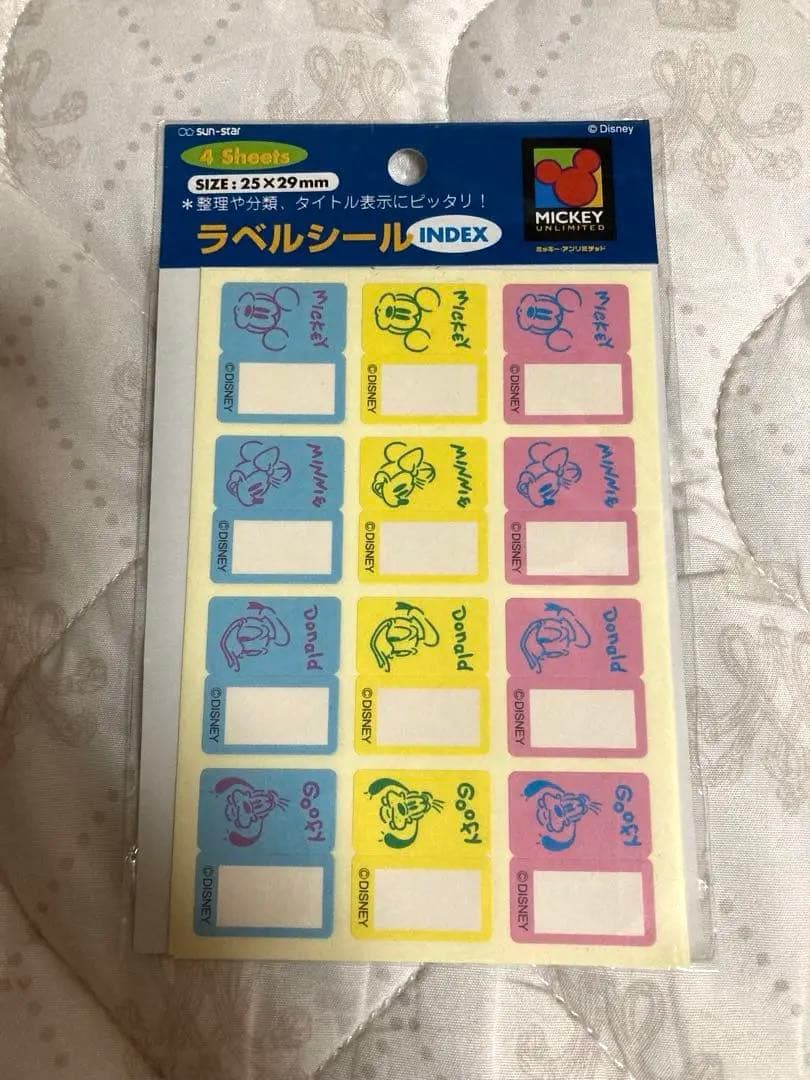 sun-star
© Disney
4 Sheets
SIZE : 25×29mm
*整理や分類、タイトル表示にピッタリ!
ラベルシール INDEX
MICKEY
UNLIMITED
ミッキー・アンリミテッド
MICKEY
MICKEY
MICKEY
©DISNEY
©DISNEY
©DISNEY
MINNIE
MINNIE
MINNIE
©DISNEY
©DISNEY
©DISNEY
Donald
Donald
Donald
©DISNEY
©DISNEY
©DISNEY
GOOFY
GOOFY
GOOFY
©DISNEY
©DISNEY
©DISNEY